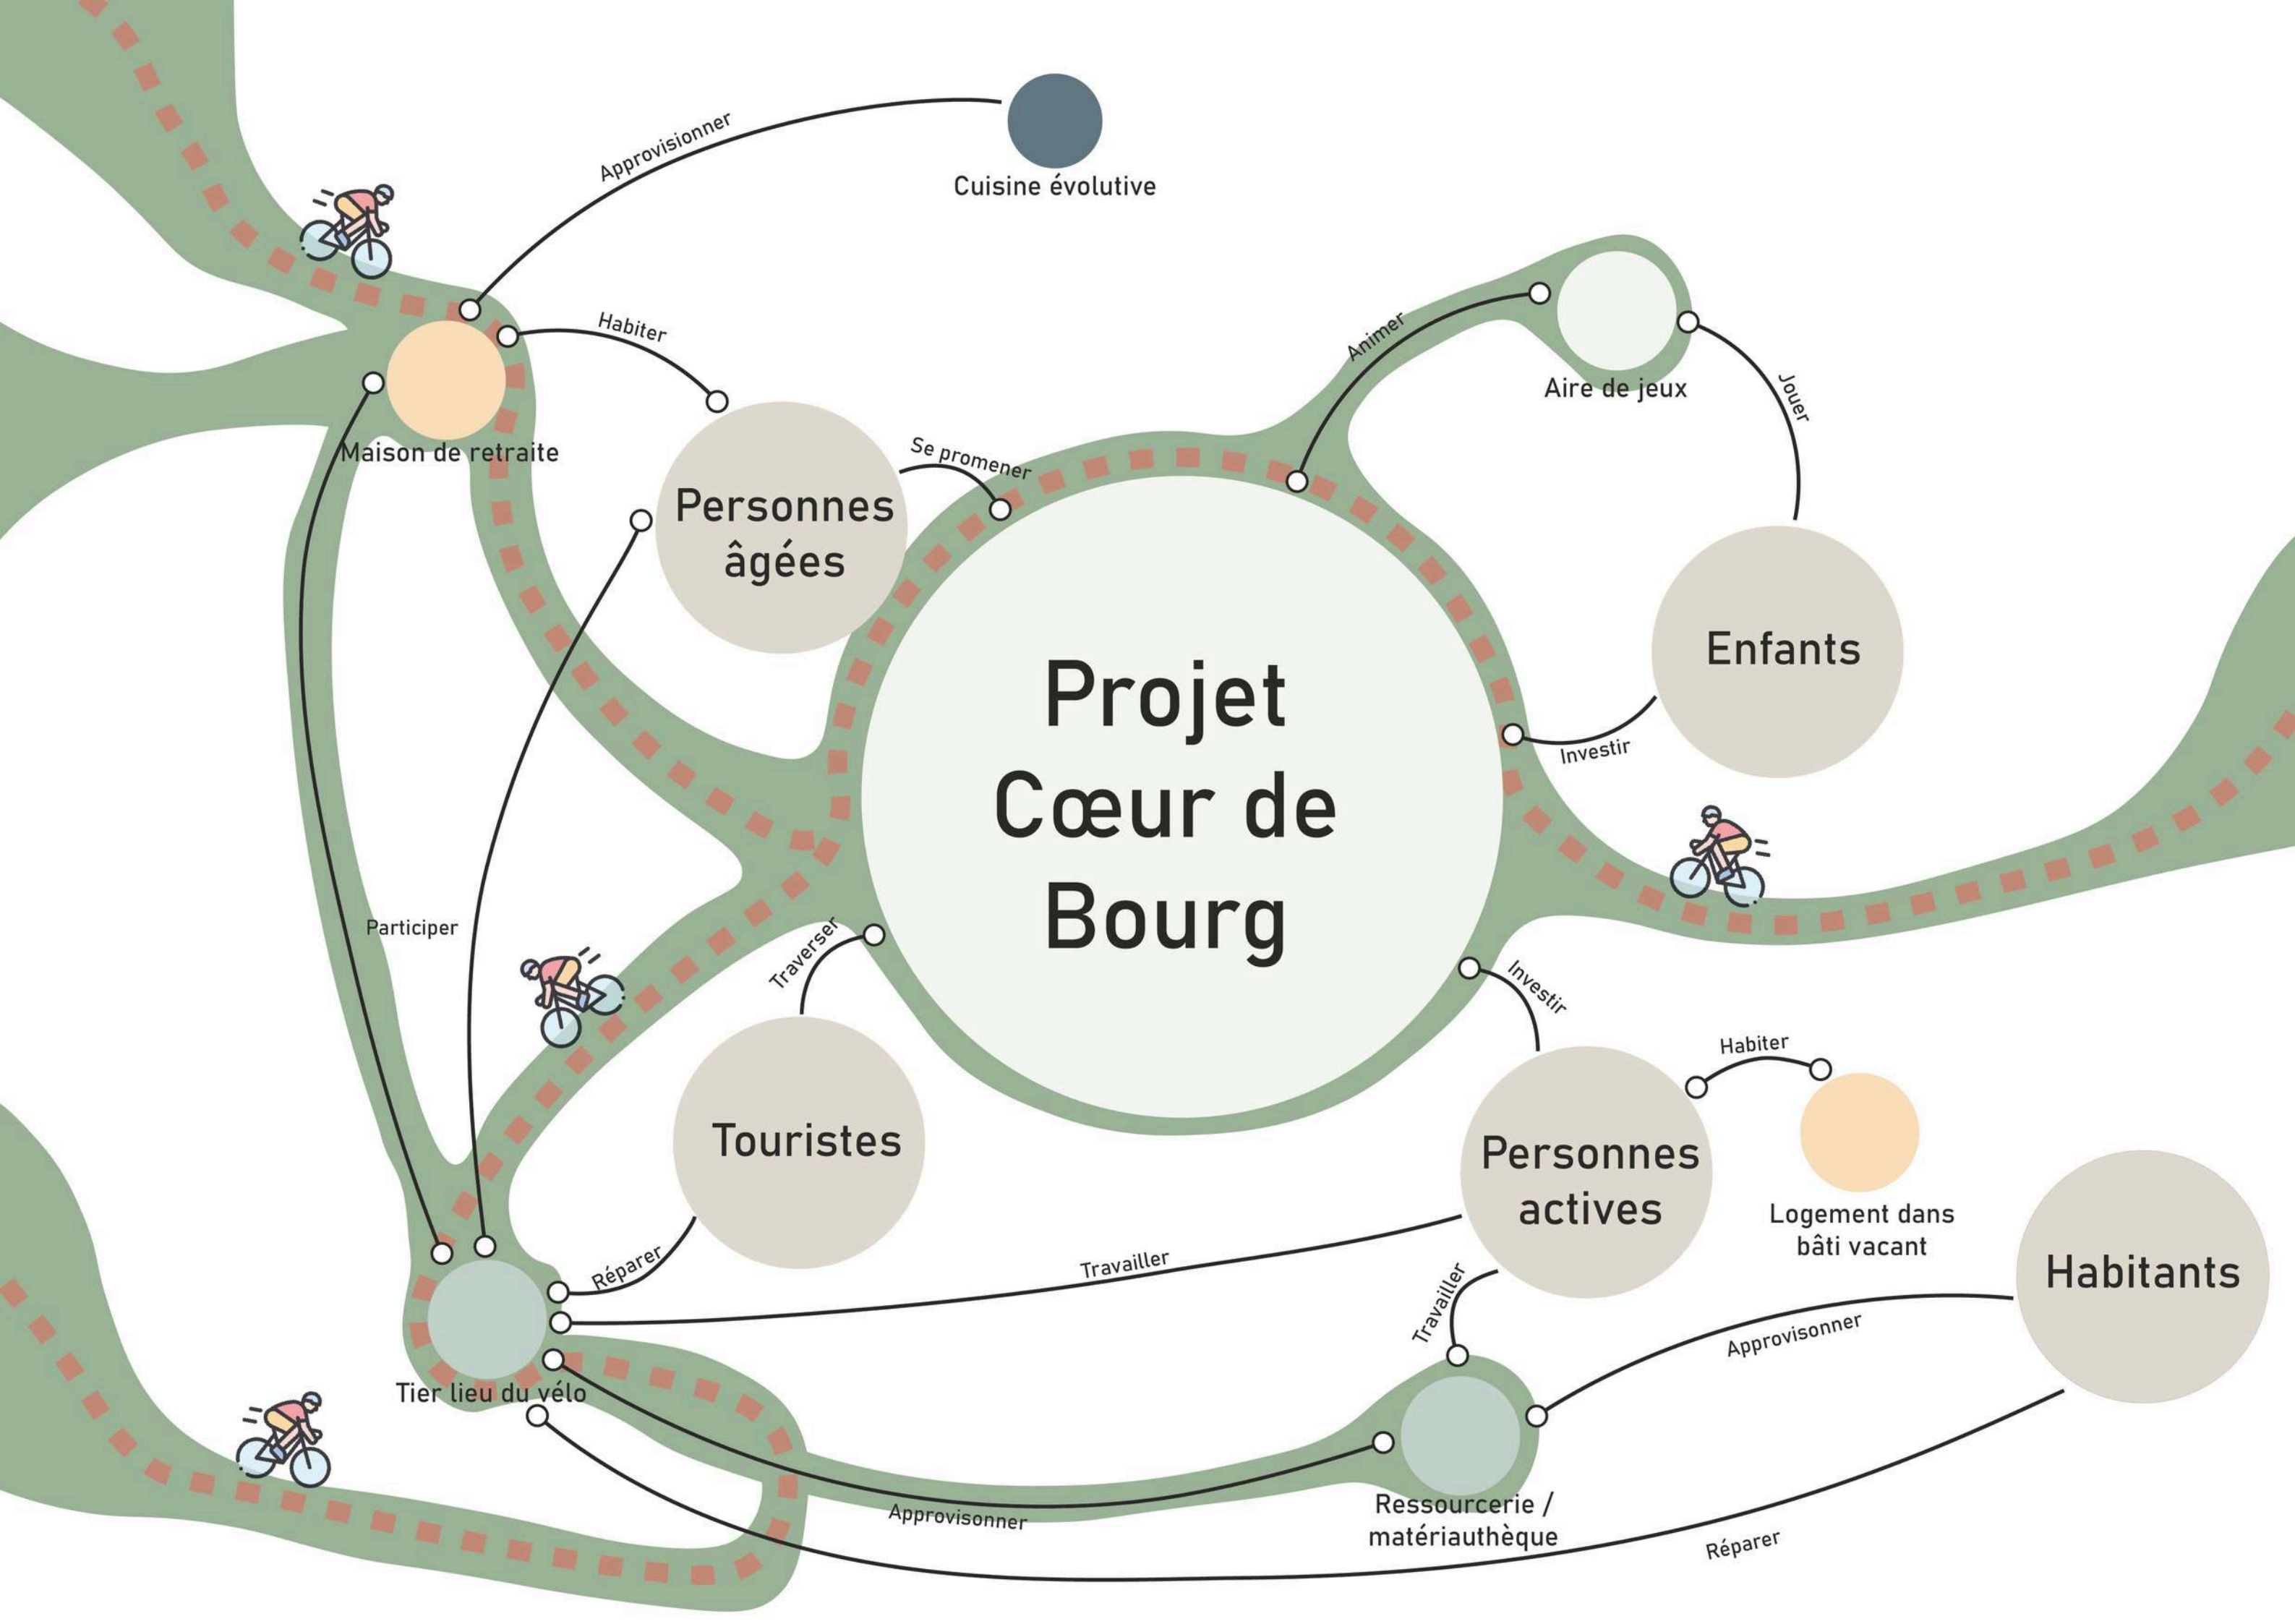 Approvisionner
Cuisine évolutive
Habiter
Maison de retraite
Se promener
Personnes
âgées
Animer
Aire de jeux
Jouer
Enfants
Investir
Projet
Cœur de
Bourg
Participer
Traverser
Touristes
Investir
Habiter
Personnes
actives
Logement dans
bâti vacant
Habitants
Réparer
Travailler
Travailler
Approvisonner
Tier lieu du vélo
Approvisonner
Ressourcerie /
matériauthèque
Réparer